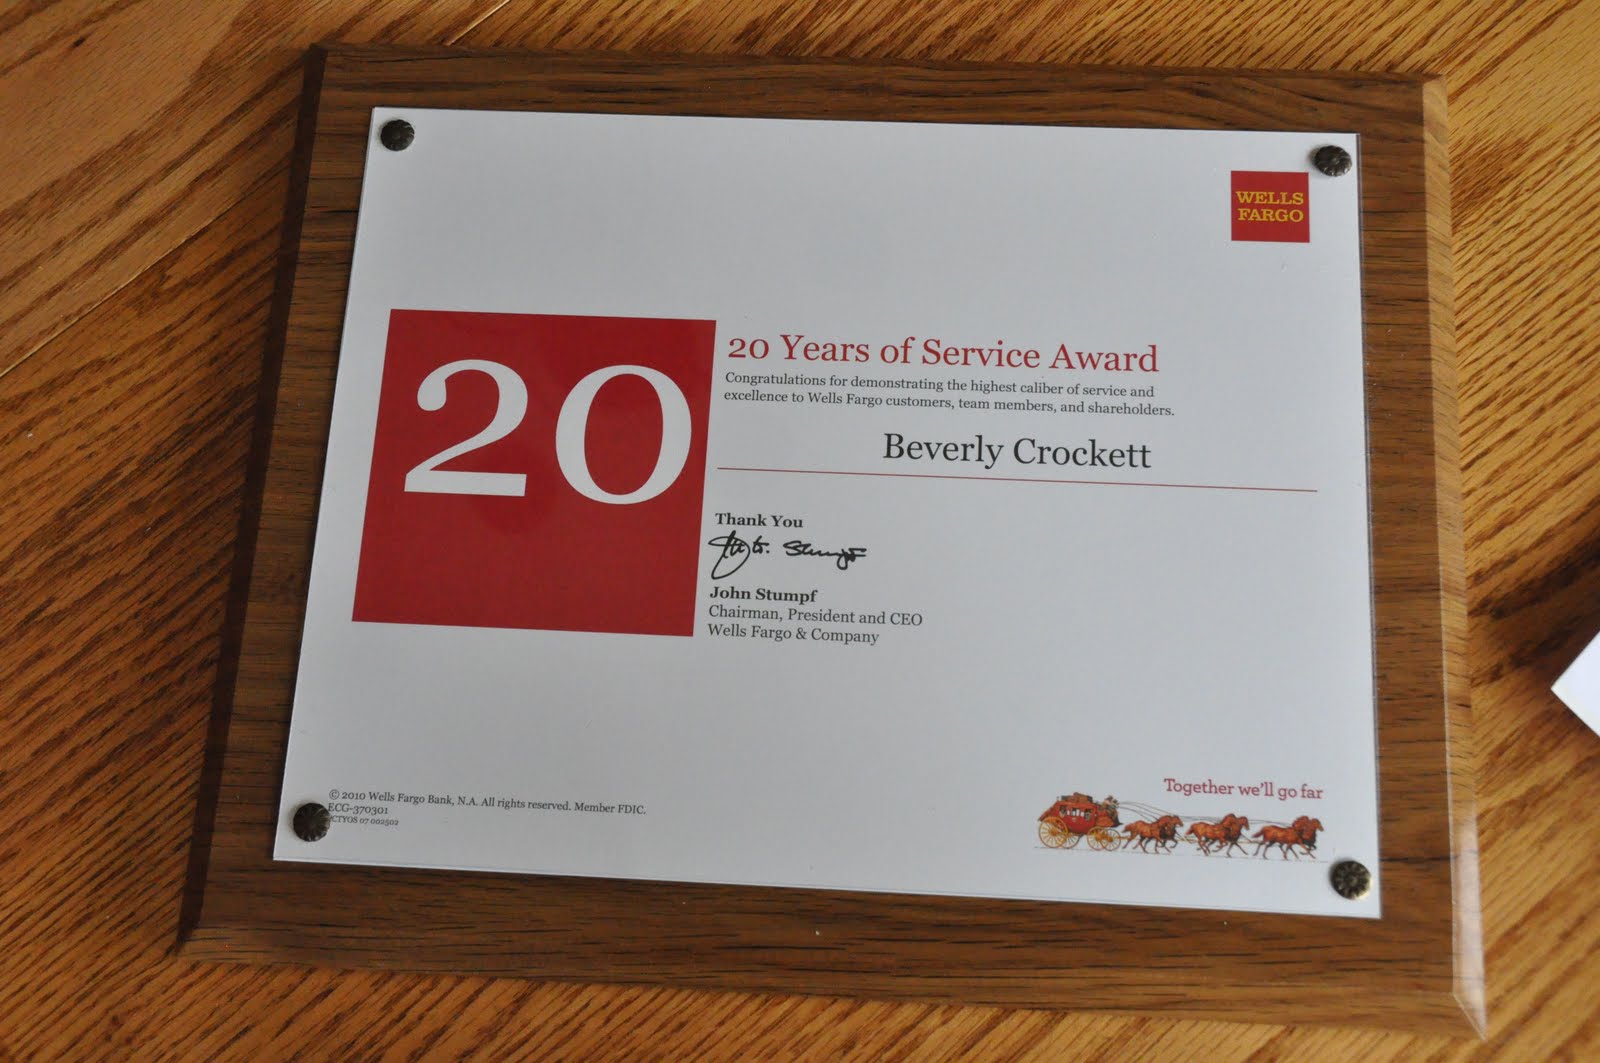 WELLS
FARGO
20
20 Years of Service Award
Congratulations for demonstrating the highest caliber of service and
excellence to Wells Fargo customers, team members, and shareholders.
Beverly Crockett
Thank You
John Stumpf
Chairman, President and CEO
Wells Fargo & Company
© 2010 Wells Fargo Bank, N.A. All rights reserved. Member FDIC.
ECG-370301
07 002502
Together we'll go far